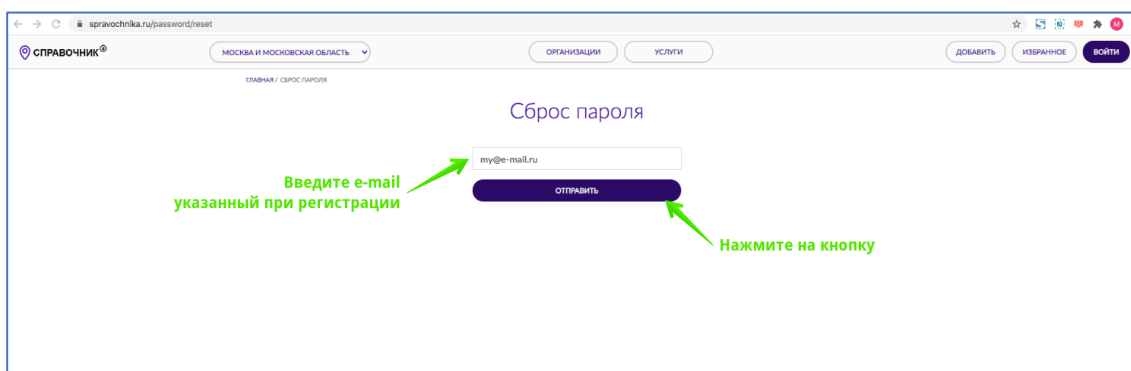 spravochnika.ru/password/reset
М
СПРАВОЧНИК
МОСКВА И МОСКОВСКАЯ ОБЛАСТЬ
ОРГАНИЗАЦИИ
УСЛУГИ
ДОБАВИТЬ
ИЗБРАННОЕ
ВОЙТИ
ГЛАВНАЯ / СБРОС ПАРОЛЯ
Сброс пароля
my@e-mail.ru
Введите e-mail
указанный при регистрации
ОТПРАВИТЬ
Нажмите на кнопку